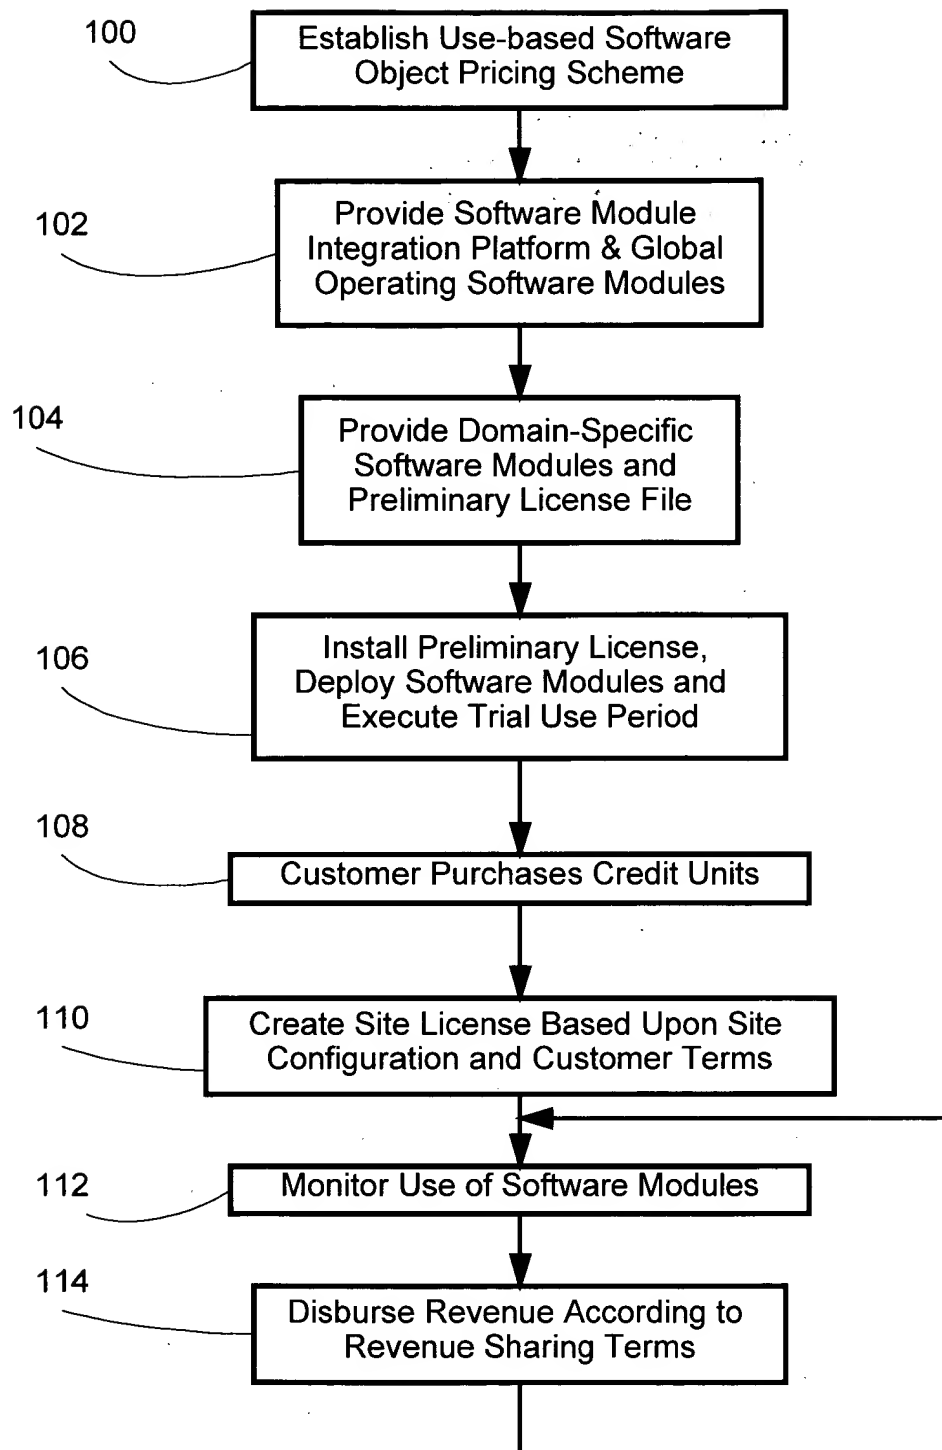 100
Establish Use-based Software
Object Pricing Scheme
102
Provide Software Module
Integration Platform & Global
Operating Software Modules
104
Provide Domain-Specific
Software Modules and
Preliminary License File
106
Install Preliminary License,
Deploy Software Modules and
Execute Trial Use Period
108
Customer Purchases Credit Units
110
Create Site License Based Upon Site
Configuration and Customer Terms
112
Monitor Use of Software Modules
114
Disburse Revenue According to
Revenue Sharing Terms